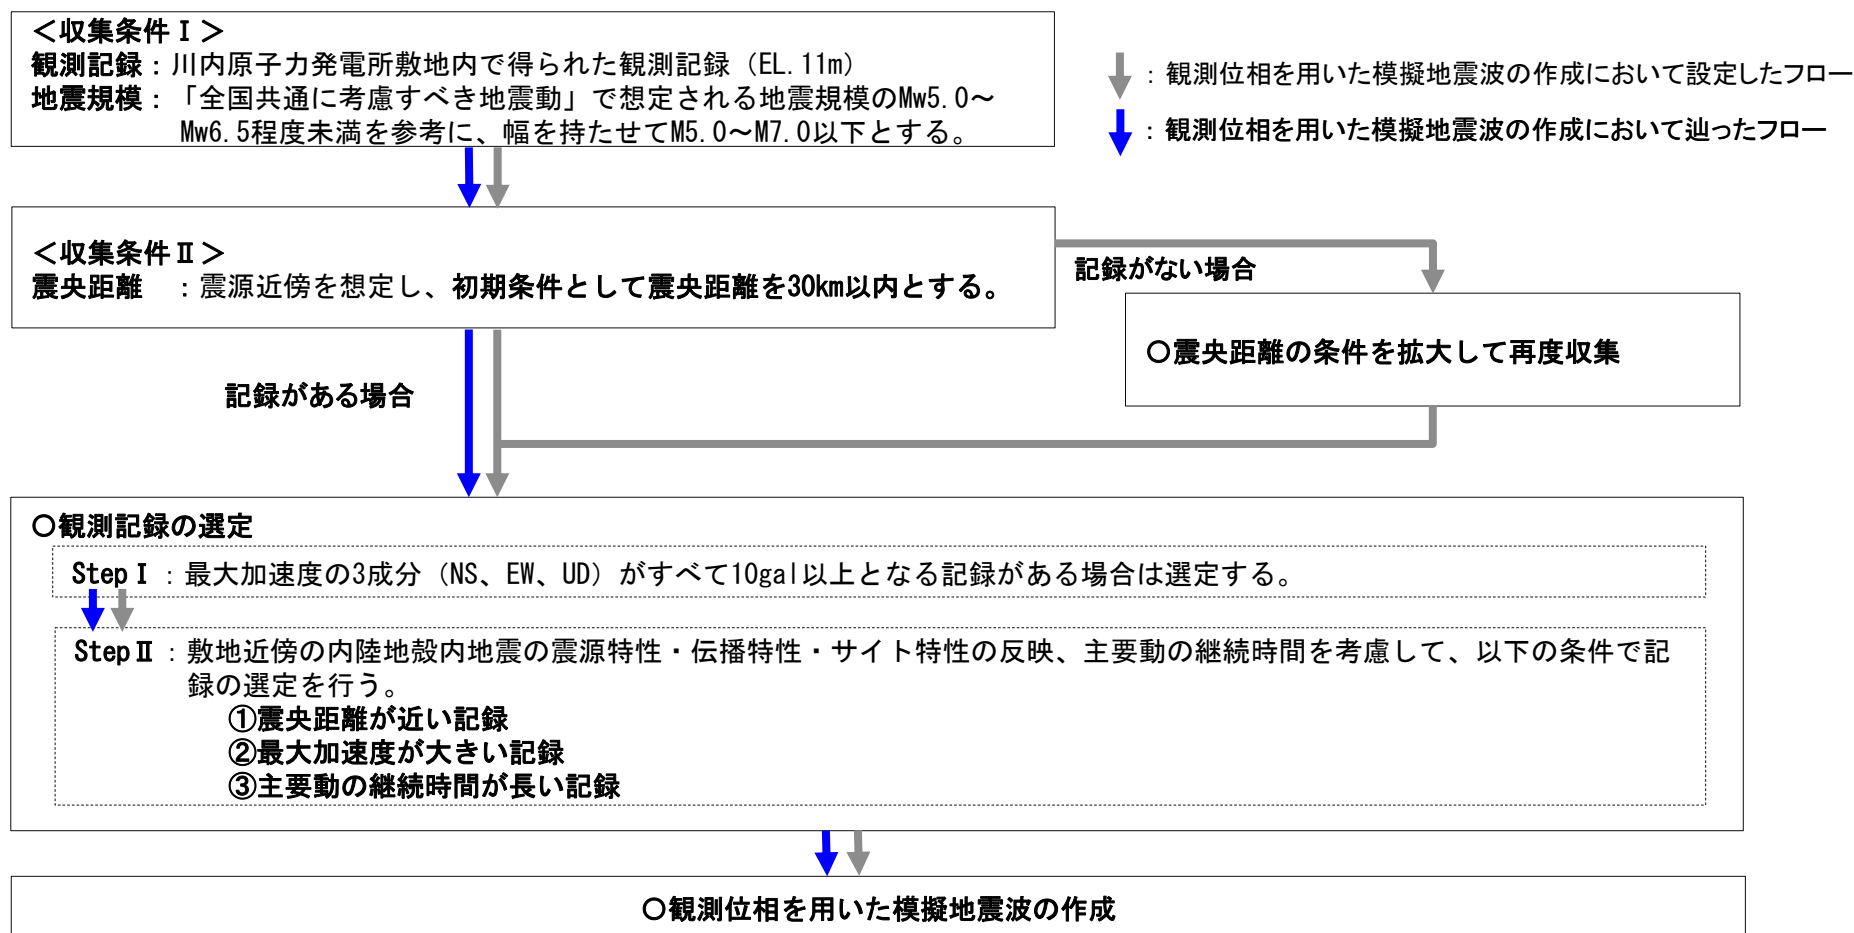 ＜収集条件Ⅰ＞
観測記録：川内原子力発電所敷地内で得られた観測記録（EL.11m）
地震規模：「全国共通に考慮すべき地震動」で想定される地震規模のMw5.0～
Mw6.5程度未満を参考に、幅を持たせてM5.0～M7.0以下とする。
：観測位相を用いた模擬地震波の作成において設定したフロー
：観測位相を用いた模擬地震波の作成において辿ったフロー
＜収集条件Ⅱ＞
震央距離　：震源近傍を想定し、初期条件として震央距離を30km以内とする。
記録がない場合
〇震央距離の条件を拡大して再度収集
記録がある場合
〇観測記録の選定
StepⅠ：最大加速度の3成分（NS、EW、UD）がすべて10gal以上となる記録がある場合は選定する。
StepⅡ：敷地近傍の内陸地殻内地震の震源特性・伝播特性・サイト特性の反映、主要動の継続時間を考慮して、以下の条件で記
録の選定を行う。
①震央距離が近い記録
②最大加速度が大きい記録
③主要動の継続時間が長い記録
〇観測位相を用いた模擬地震波の作成